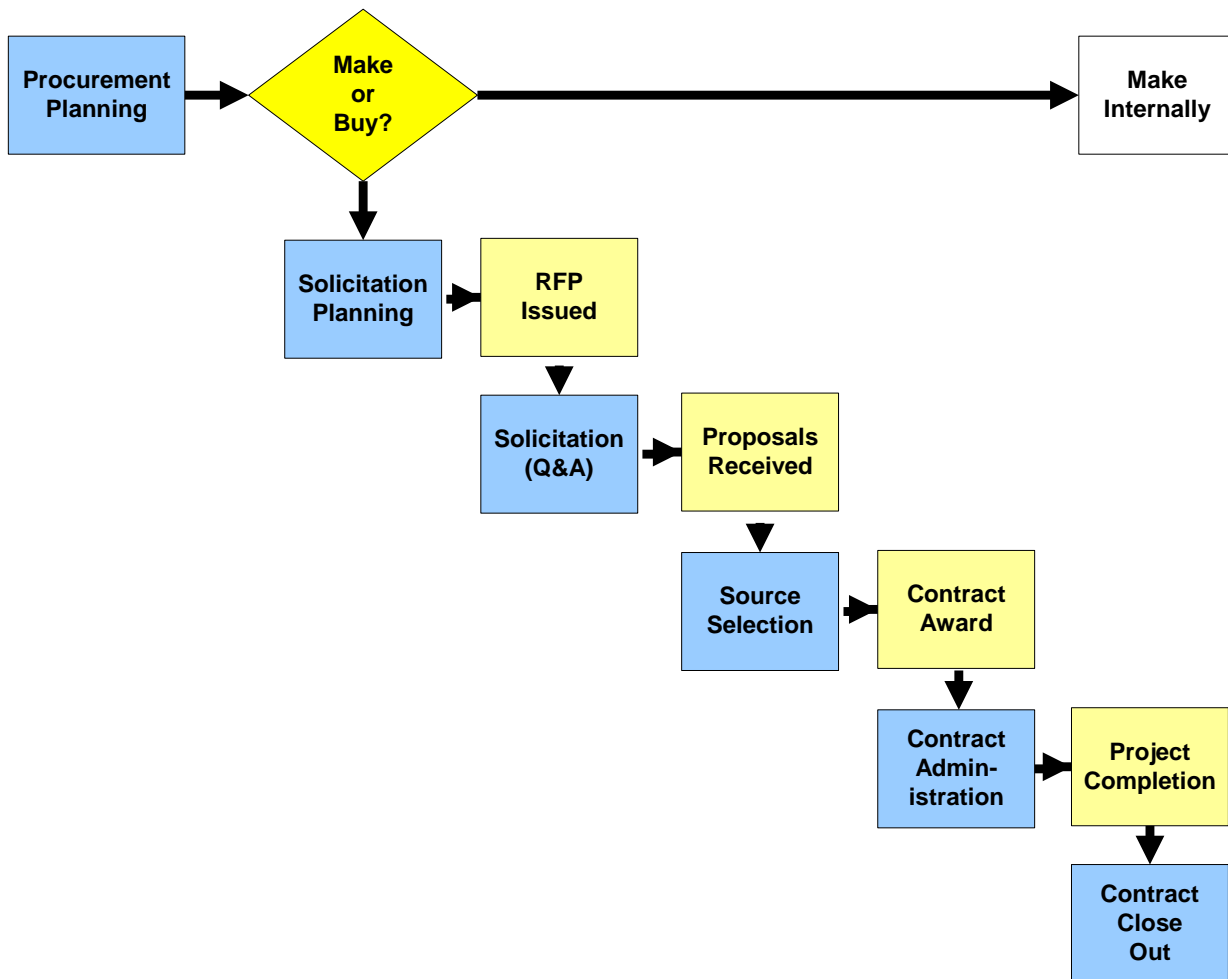 Procurement
Planning
Make
or
Buy?
Make
Internally
Solicitation
Planning
RFP
Issued
Solicitation
(Q&A)
Proposals
Received
Source
Selection
Contract
Award
Contract
Admin-
istration
Project
Completion
Contract
Close
Out